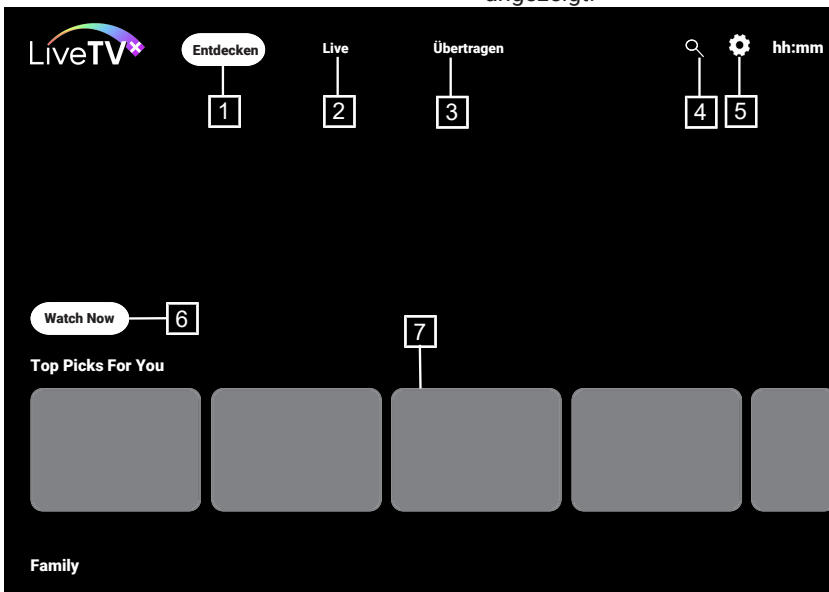 angezeigt.
LiveTV
Entdecken
Live
Übertragen
hh:mm
1
2
3
4
5
Watch Now
6
7
Top Picks For You
Family